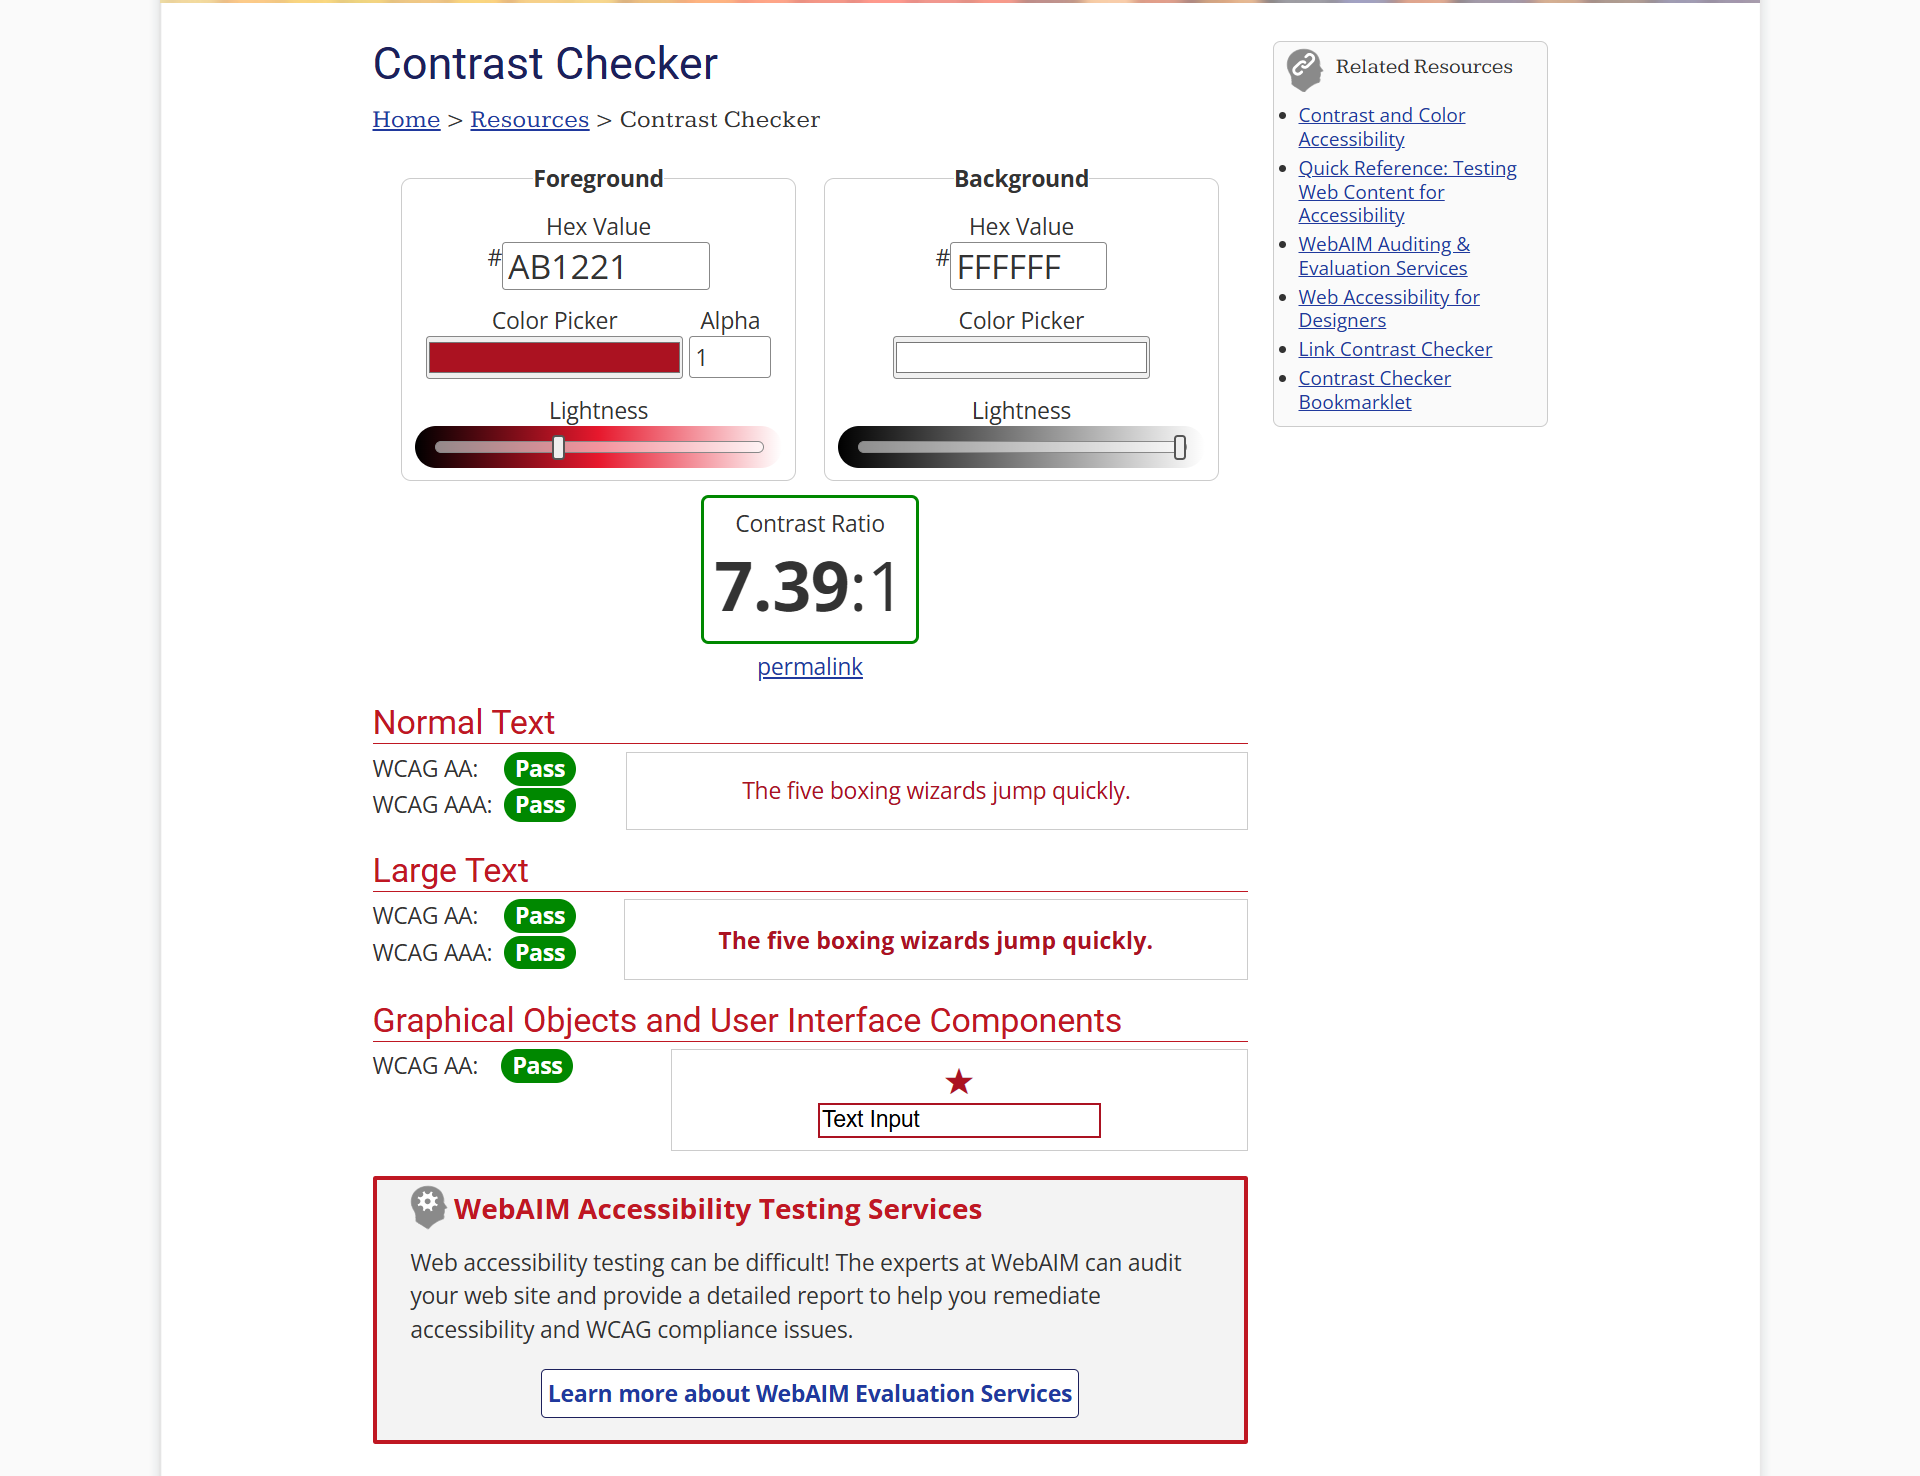 Contrast Checker
Home > Resources > Contrast Checker
Foreground
Hex Value
# AB1221
Color Picker
Alpha
1
Lightness
Background
Hex Value
# FFFFFF
Color Picker
Lightness
Contrast Ratio
7.39:1
permalink
Normal Text
WCAG AA: Pass
WCAG AAA: Pass
The five boxing wizards jump quickly.
Large Text
WCAG AA: Pass
WCAG AAA: Pass
The five boxing wizards jump quickly.
Graphical Objects and User Interface Components
WCAG AA: Pass
★
Text Input
WebAIM Accessibility Testing Services
Web accessibility testing can be difficult! The experts at WebAIM can audit
your web site and provide a detailed report to help you remediate
accessibility and WCAG compliance issues.
Learn more about WebAIM Evaluation Services
Related Resources
Contrast and Color
Accessibility
Quick Reference: Testing
Web Content for
Accessibility
WebAIM Auditing &
Evaluation Services
Web Accessibility for
Designers
Link Contrast Checker
Contrast Checker
Bookmarklet